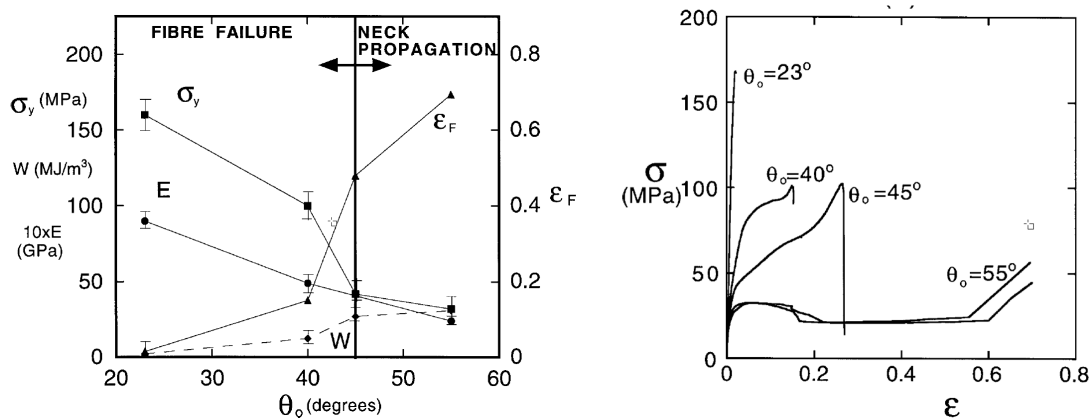 FIBRE FAILURE
NECK
PROPAGATION
200
0.8
σy (MPa)
σy
150
εF
0.6
W (MJ/m³)
E
100
0.4
εF
10xE
(GPa)
50
0.2
W
0
0
20 30 40 50 60
θo (degrees)
200
θo=23°
σ
(MPa)
100
θo=40°
θo=45°
θo=55°
50
0
0 0.2 0.4 0.6 0.8
ε